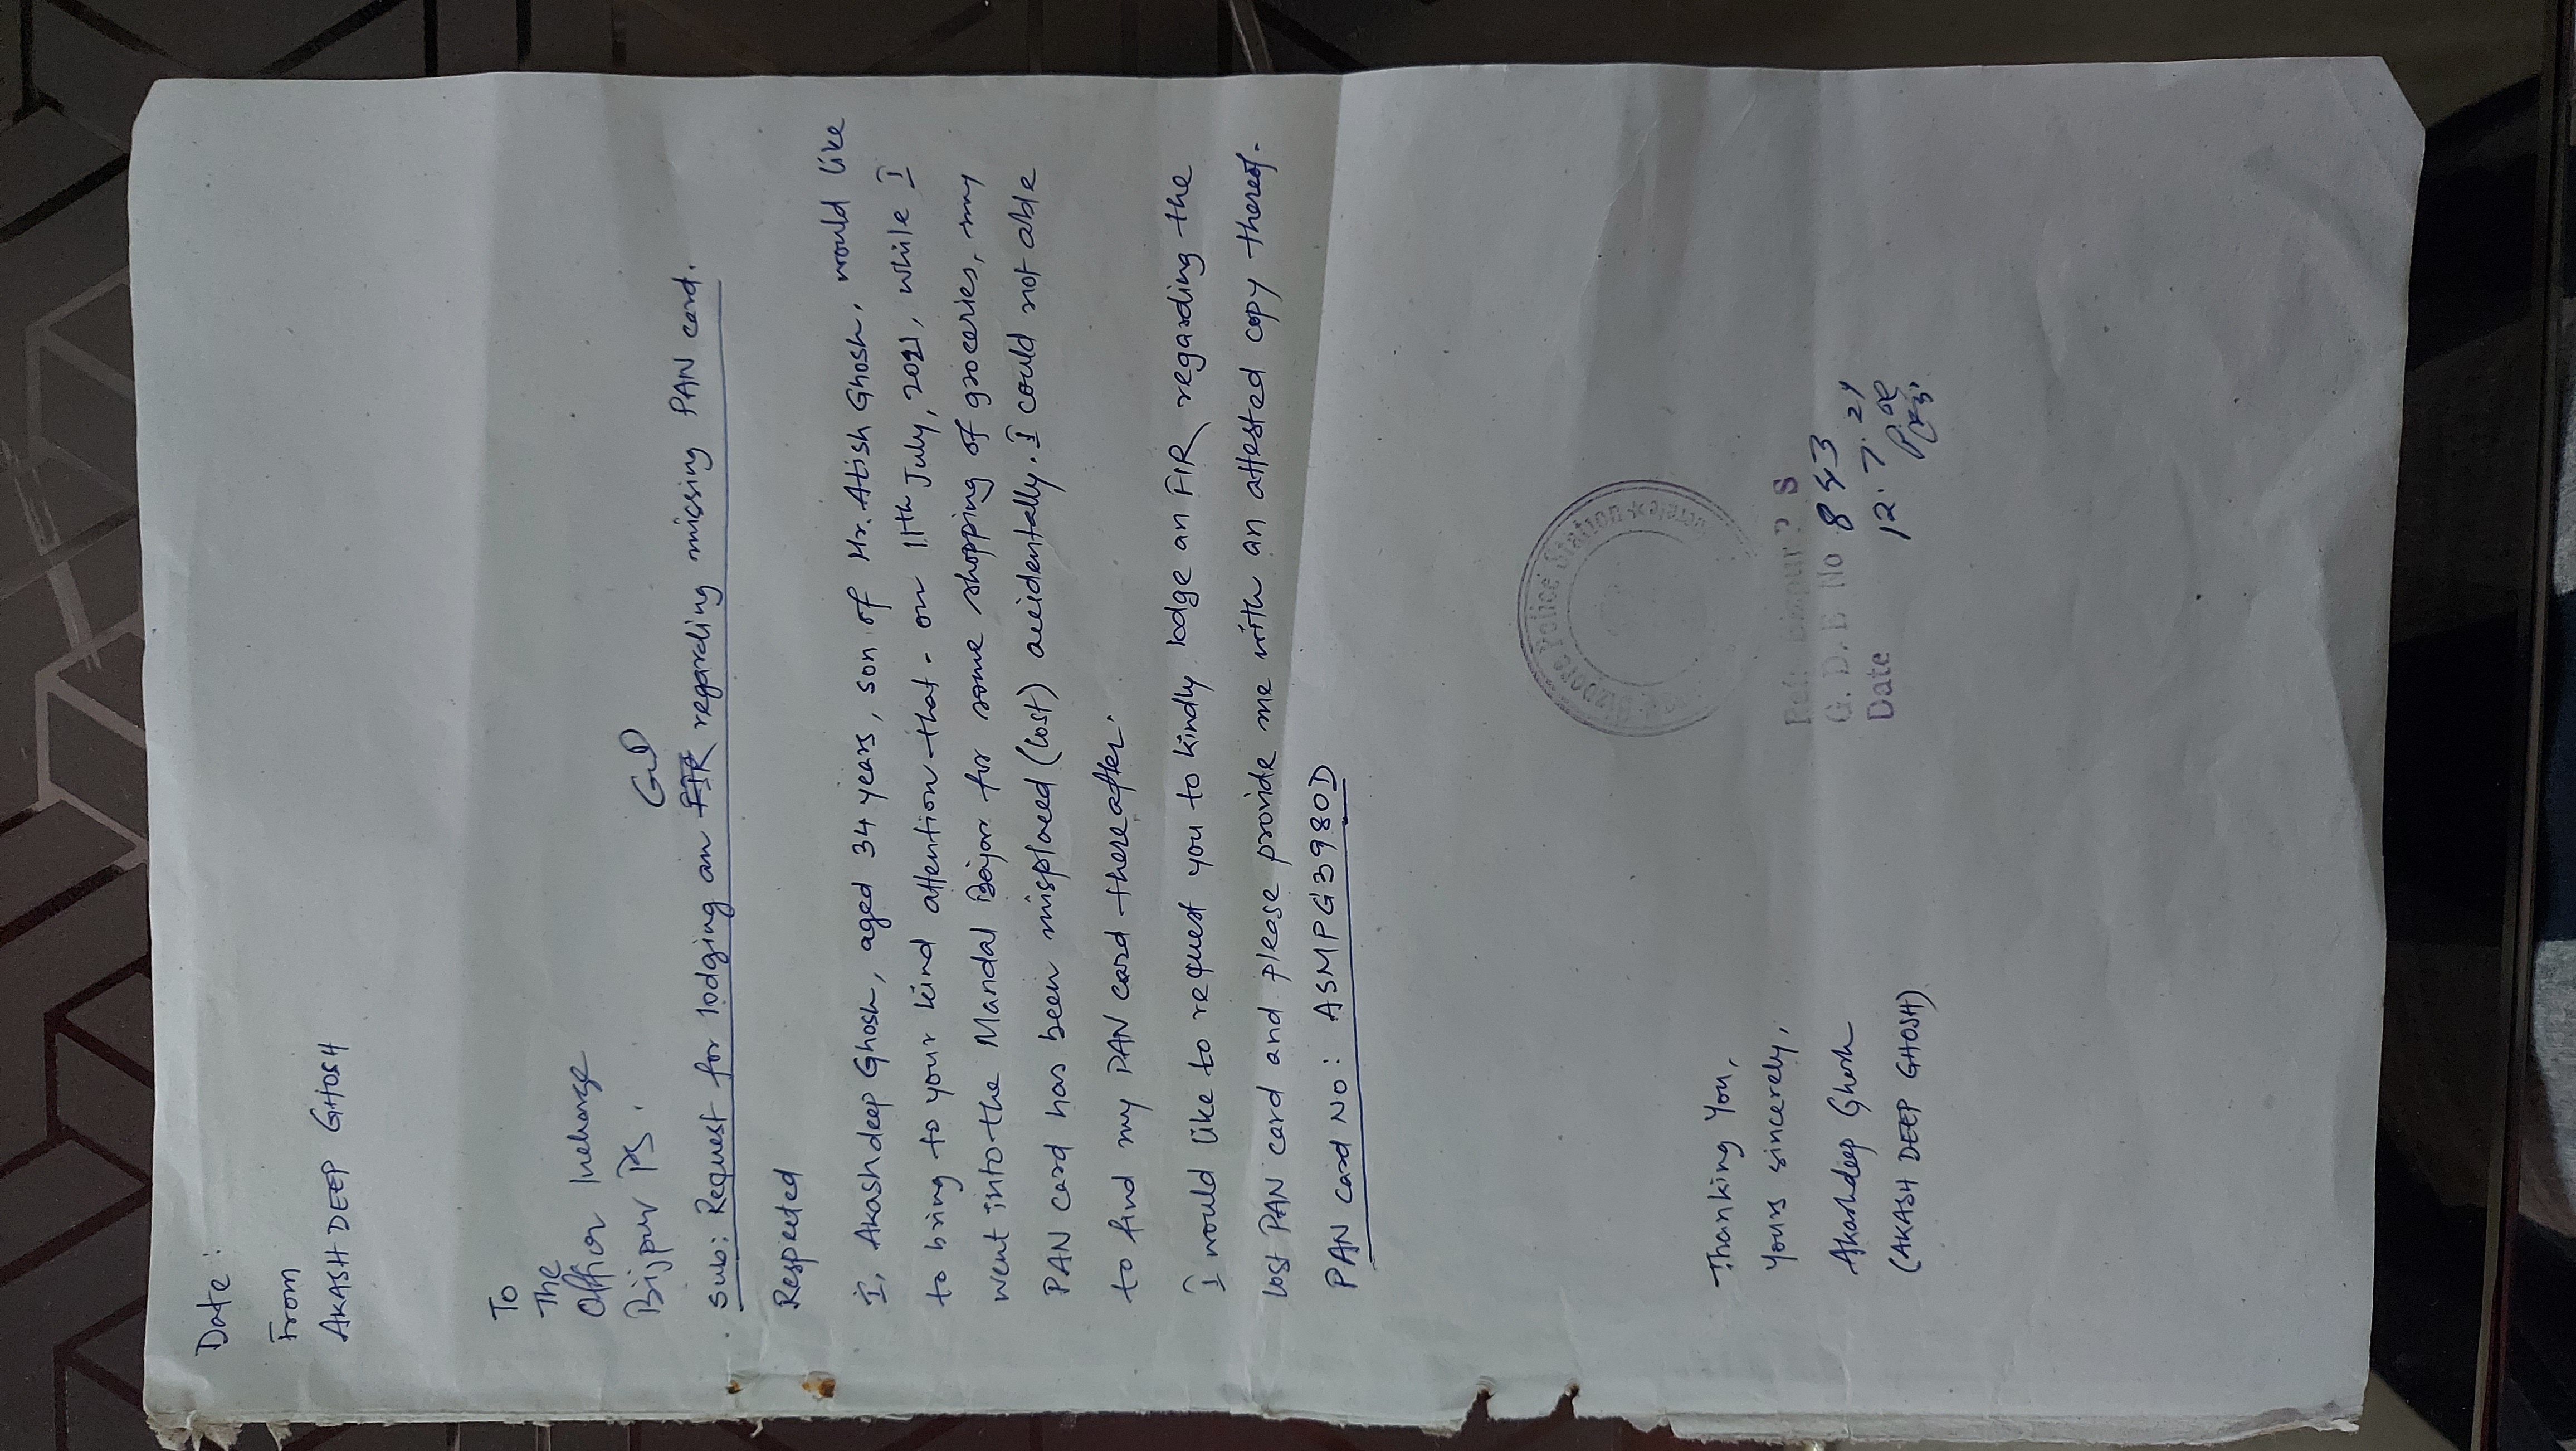 Date :
From
AKASH DEEP GHOSH
To
The
Officer Incharge
Bijpur PS.
GD
Sub: Request for lodging an FIR regarding missing PAN card.
Respected
I, Akashdeep Ghosh, aged 34 years, son of Mr. Atish Ghosh, would like
to bring to your kind attention that - on 11th July, 2021, while I
went into the Mandal Bajar for some shopping of groceries, my
PAN card has been misplaced (lost) accidentally. I could not able
to find my PAN card thereafter.
I would like to request you to kindly lodge an FIR regarding the
lost PAN card and please provide me with an attested copy thereof.
PAN card No: ASMPG3980D
Bizpore Police Station
Thanking You,
Yours sincerely,
Akashdeep Ghosh
(AKASH DEEP GHOSH)
Ref: Bizpur P S
G. D. E No 843
Date 12.7.21